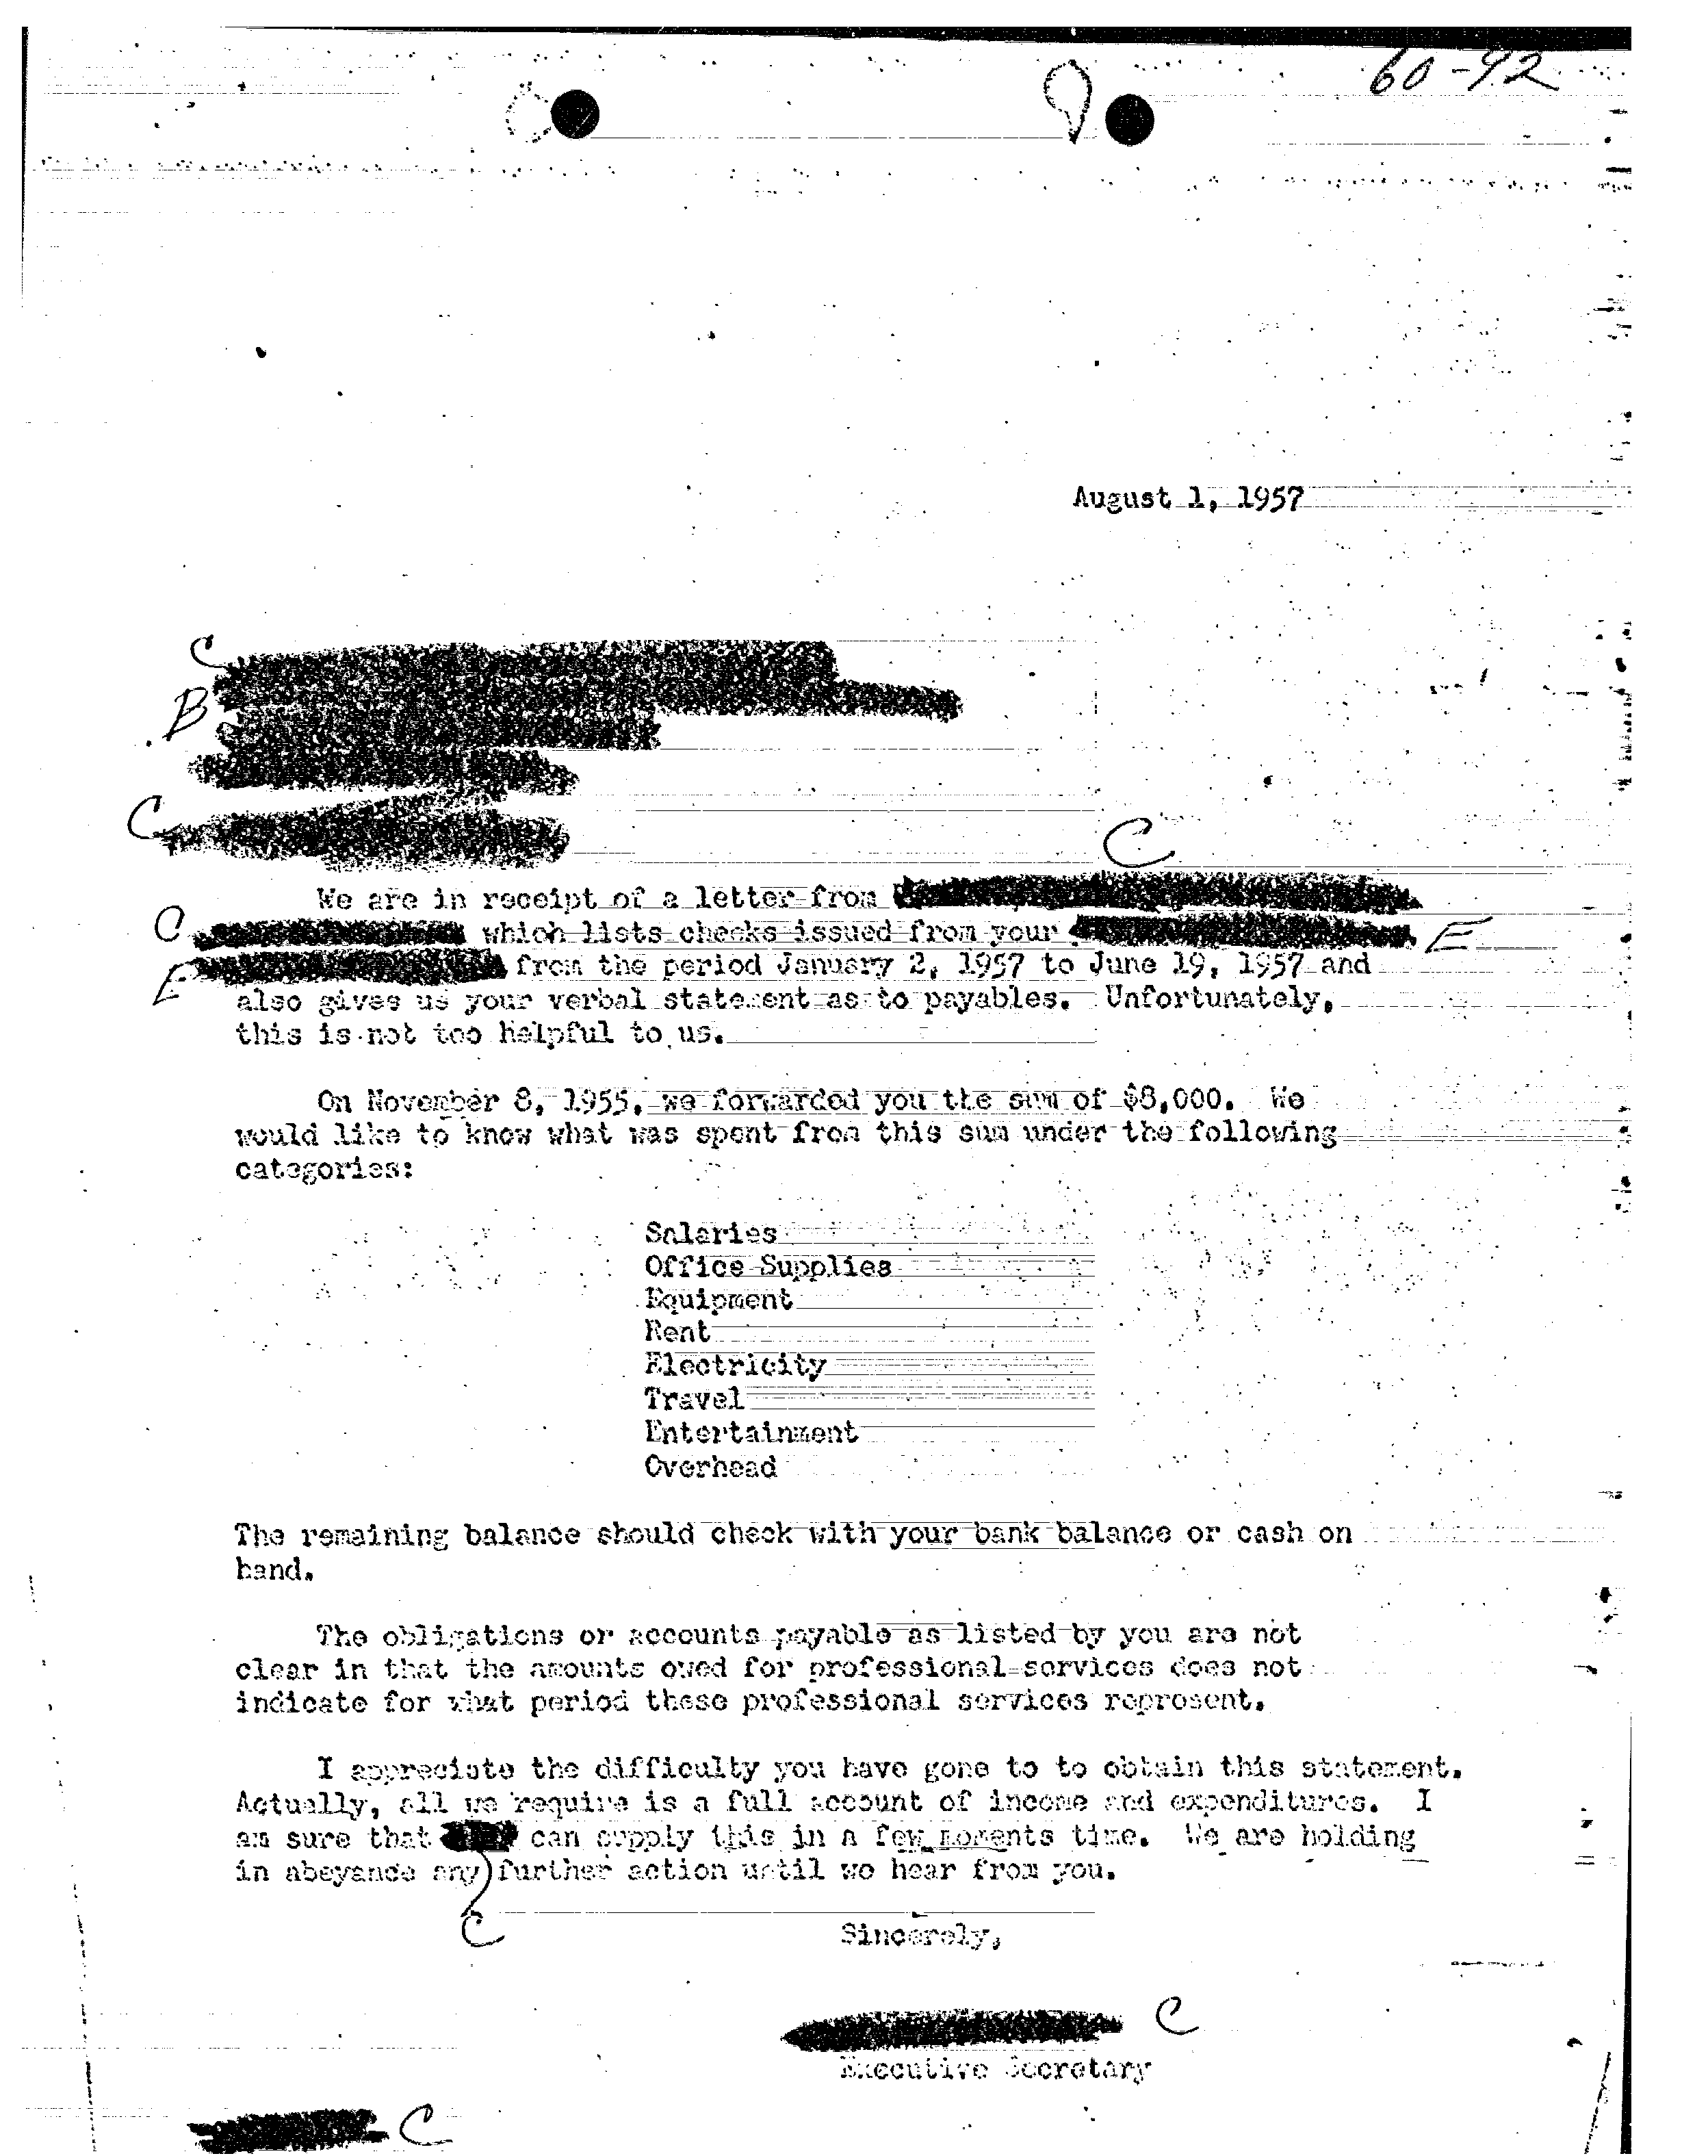 60-92
August 1, 1957
C
B
C
C
We are in receipt of a letter from
C which lists checks issued from your E
E from the period January 2, 1957 to June 19, 1957 and
also gives us your verbal statement as to payables. Unfortunately,
this is not too helpful to us.
On November 8, 1955, we forwarded you the sum of $8,000. We
would like to know what was spent from this sum under the following
categories:
Salaries
Office Supplies
Equipment
Rent
Electricity
Travel
Entertainment
Overhead
The remaining balance should check with your bank balance or cash on
hand.
The obligations or accounts payable as listed by you are not
clear in that the amounts owed for professional services does not
indicate for what period these professional services represent.
I appreciate the difficulty you have gone to to obtain this statement.
Actually, all we require is a full account of income and expenditures. I
am sure that can supply this in a few moments time. We are holding
in abeyance any further action until we hear from you.
C
Sincerely,
C
Executive Secretary
C